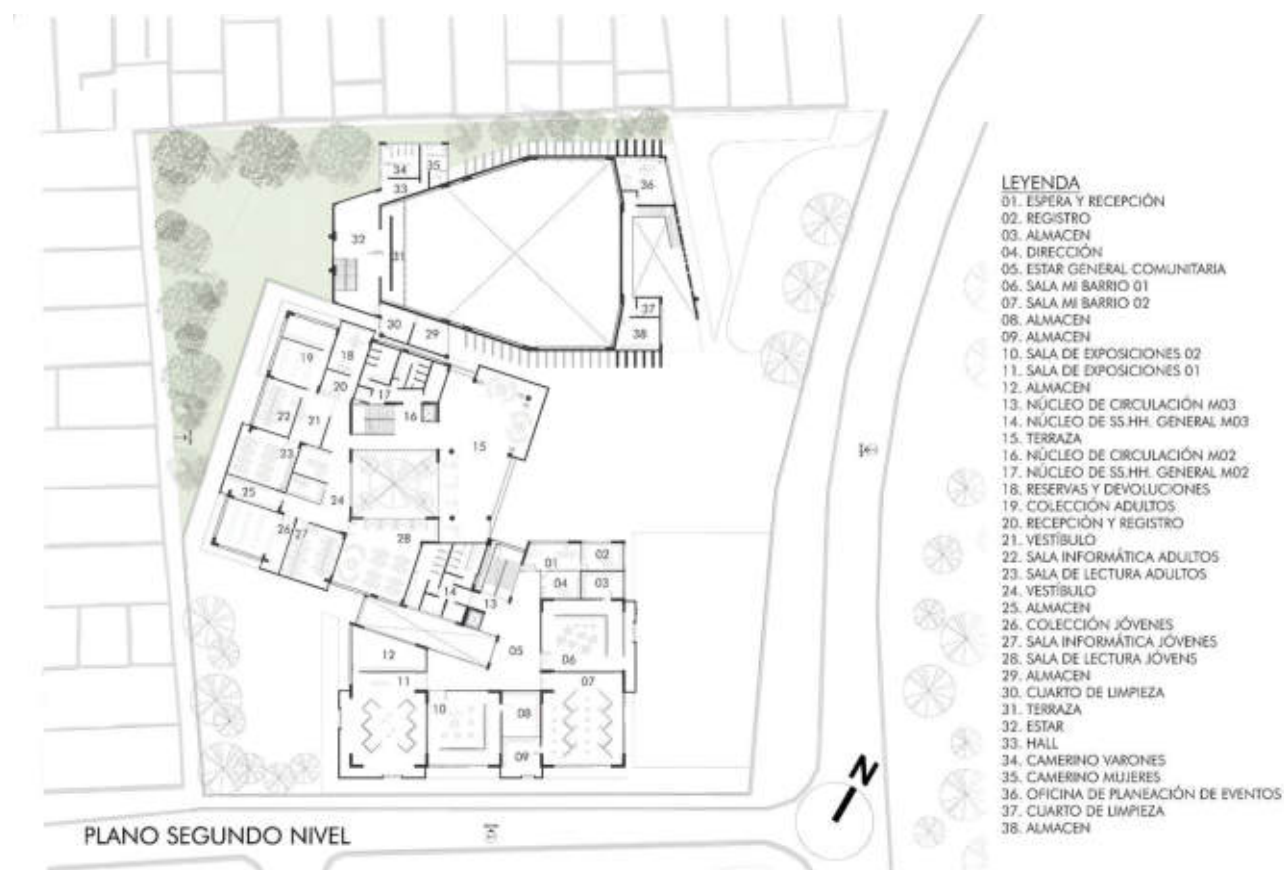 LEYENDA
01. ESPERA Y RECEPCIÓN
02. REGISTRO
03. ALMACEN
04. DIRECCIÓN
05. ESTAR GENERAL COMUNITARIA
06. SALA MI BARRIO 01
07. SALA MI BARRIO 02
08. ALMACEN
09. ALMACEN
10. SALA DE EXPOSICIONES 02
11. SALA DE EXPOSICIONES 01
12. ALMACEN
13. NÚCLEO DE CIRCULACIÓN M03
14. NÚCLEO DE SS.HH. GENERAL M03
15. TERRAZA
16. NÚCLEO DE CIRCULACIÓN M02
17. NÚCLEO DE SS.HH. GENERAL M02
18. RESERVAS Y DEVOLUCIONES
19. COLECCIÓN ADULTOS
20. RECEPCIÓN Y REGISTRO
21. VESTÍBULO
22. SALA INFORMÁTICA ADULTOS
23. SALA DE LECTURA ADULTOS
24. VESTÍBULO
25. ALMACEN
26. COLECCIÓN JÓVENES
27. SALA INFORMÁTICA JÓVENES
28. SALA DE LECTURA JÓVENS
29. ALMACEN
30. CUARTO DE LIMPIEZA
31. TERRAZA
32. ESTAR
33. HALL
34. CAMERINO VARONES
35. CAMERINO MUJERES
36. OFICINA DE PLANEACIÓN DE EVENTOS
37. CUARTO DE LIMPIEZA
38. ALMACEN
34
35
33
36
32
31
37
30
29
38
18
19
20
17
16
22
21
15
23
25
24
26
27
28
01
02
04
03
14
13
05
06
12
11
07
10
08
09
N
PLANO SEGUNDO NIVEL